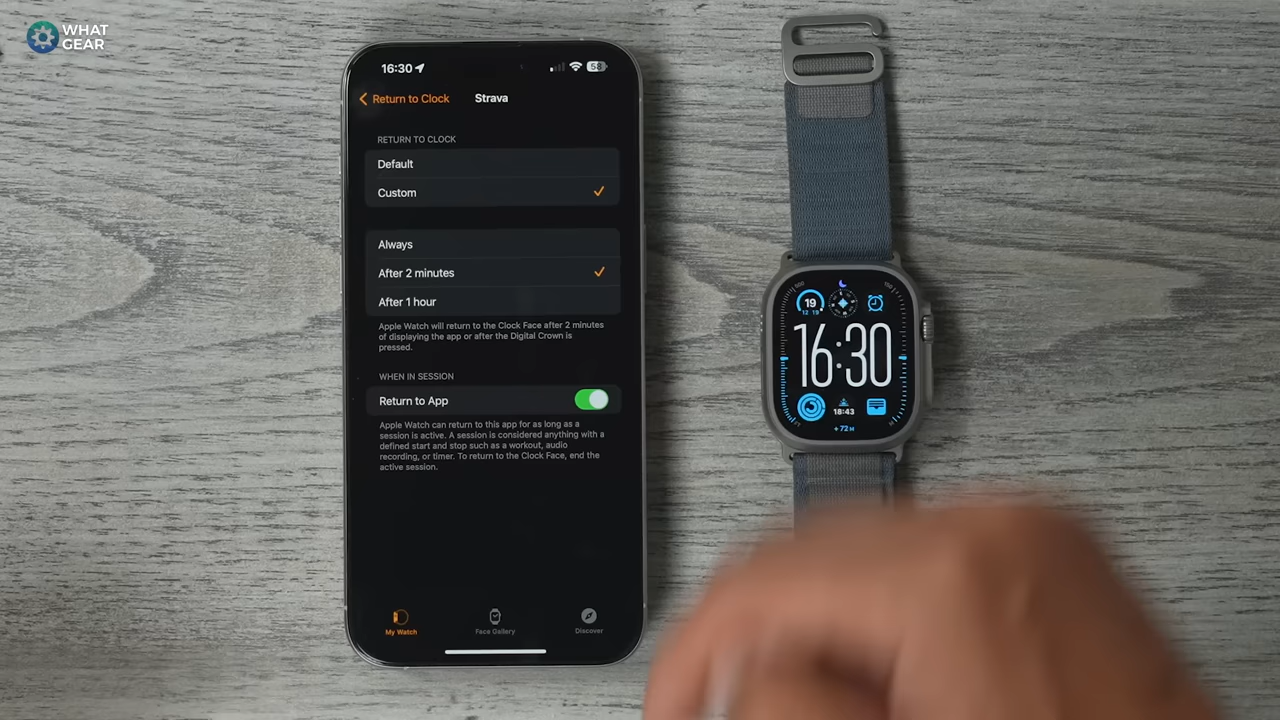 WHAT
GEAR
16:30
58
Return to Clock
Strava
RETURN TO CLOCK
Default
Custom
Always
After 2 minutes
After 1 hour
Apple Watch will return to the Clock Face after 2 minutes
of displaying the app or after the Digital Crown is
pressed.
WHEN IN SESSION
Return to App
Apple Watch can return to this app for as long as a
session is active. A session is considered anything with a
defined start and stop such as a workout, audio
recording, or timer. To return to the Clock Face, end the
active session.
My Watch
Face Gallery
Discover
19
12 19
16:30
18:43
+72M